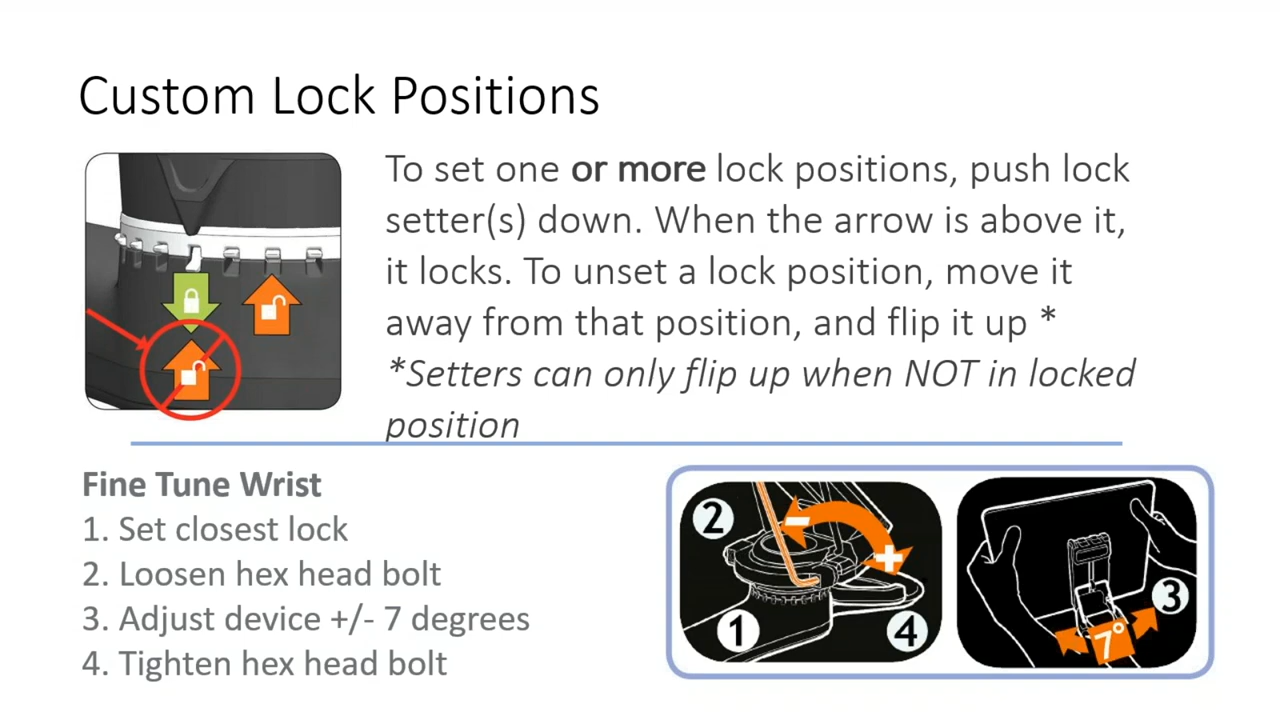 Custom Lock Positions
To set one or more lock positions, push lock
setter(s) down. When the arrow is above it,
it locks. To unset a lock position, move it
away from that position, and flip it up *
*Setters can only flip up when NOT in locked
position
Fine Tune Wrist
1. Set closest lock
2. Loosen hex head bolt
3. Adjust device +/- 7 degrees
4. Tighten hex head bolt
2
− +
1
4
3
7°